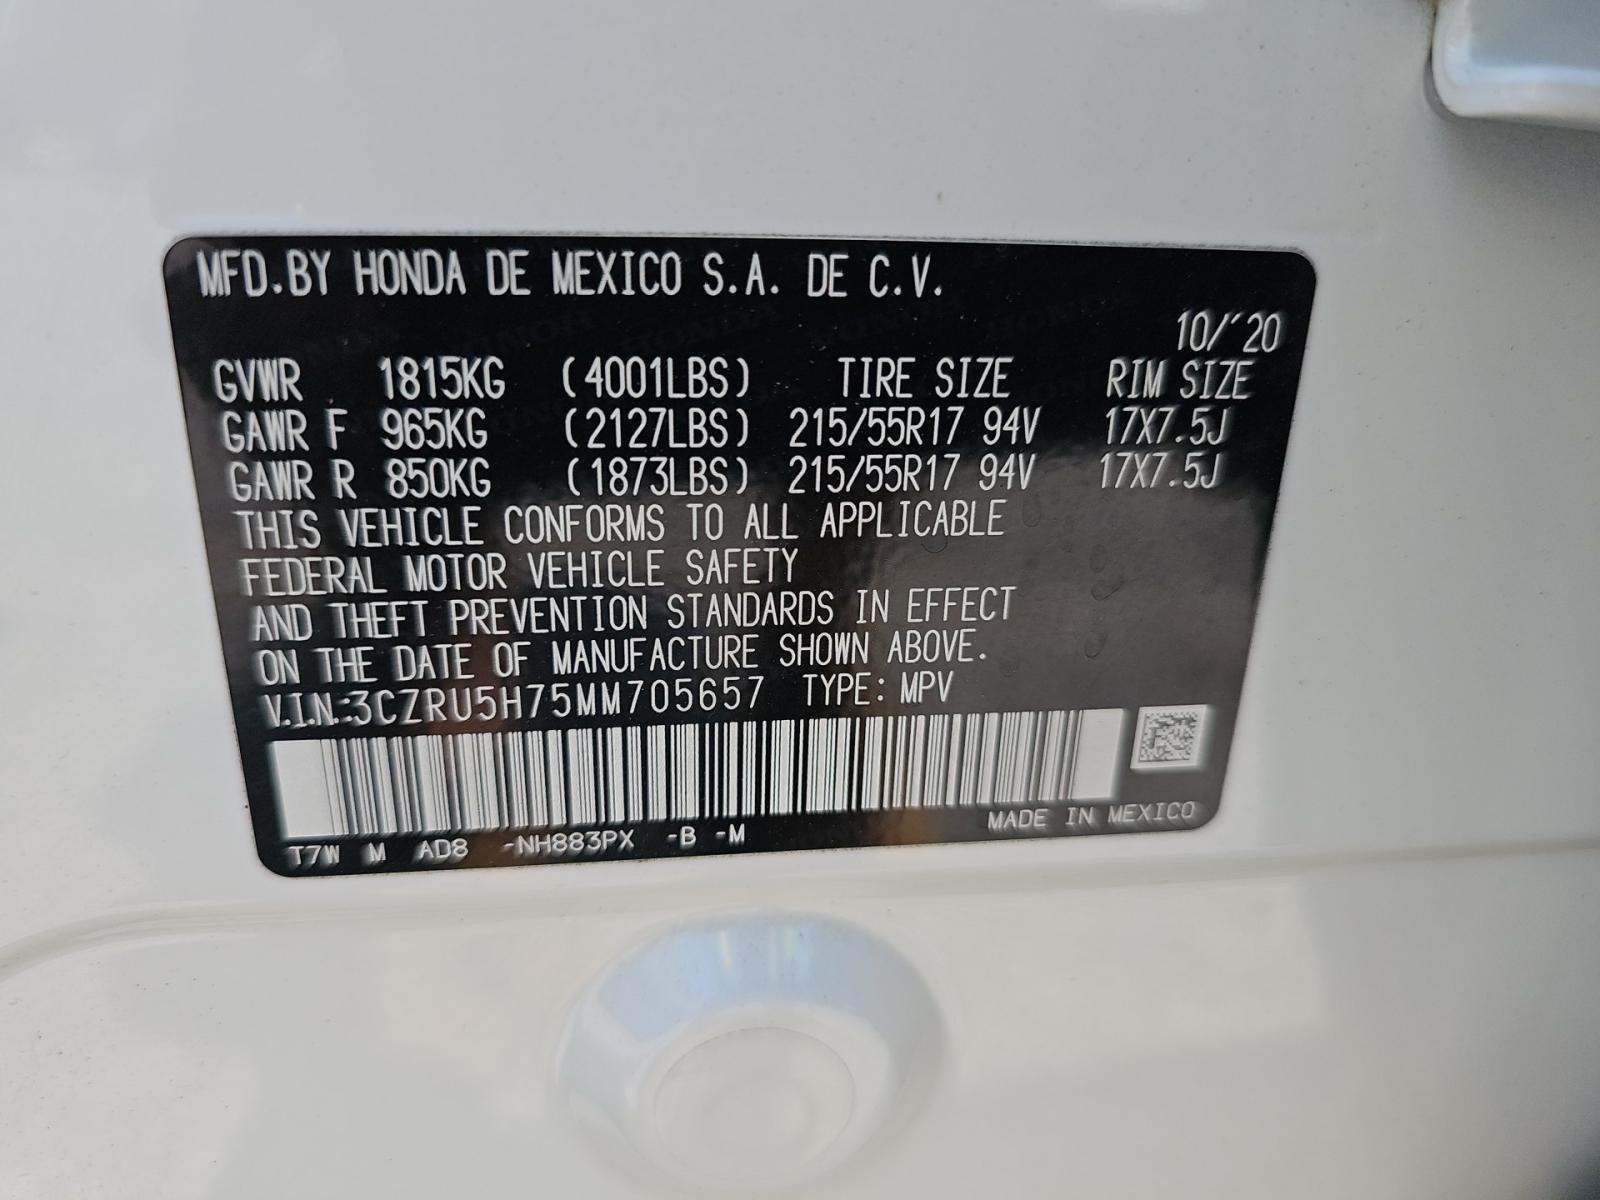 MFD.BY HONDA DE MEXICO S.A. DE C.V.
10/'20
GVWR 1815KG (4001LBS) TIRE SIZE RIM SIZE
GAWR F 965KG (2127LBS) 215/55R17 94V 17X7.5J
GAWR R 850KG (1873LBS) 215/55R17 94V 17X7.5J
THIS VEHICLE CONFORMS TO ALL APPLICABLE
FEDERAL MOTOR VEHICLE SAFETY
AND THEFT PREVENTION STANDARDS IN EFFECT
ON THE DATE OF MANUFACTURE SHOWN ABOVE.
V.I.N.:3CZRU5H75MM705657 TYPE: MPV
T7W M AD8 -NH883PX -B -M MADE IN MEXICO